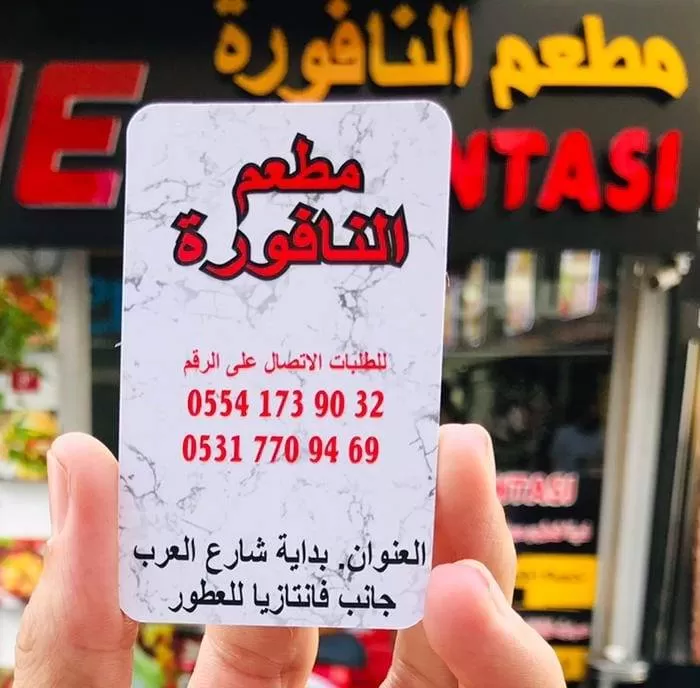 مطعم النافورة
NE
NTASI
مطعم
النافورة
للطلبات الاتصال على الرقم
0554 173 90 32
0531 770 94 69
العنوان. بداية شارع العرب
جانب فانتازيا للعطور
NTASI